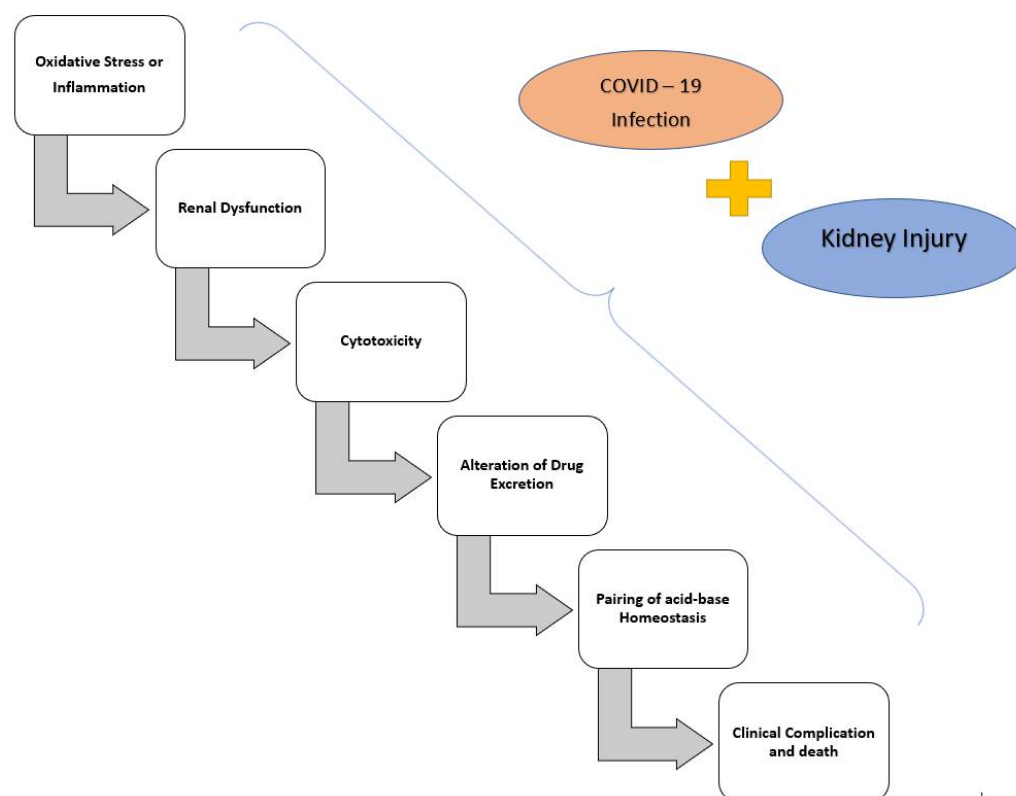 Oxidative Stress or
Inflammation
COVID – 19
Infection
Renal Dysfunction
Kidney Injury
Cytotoxicity
Alteration of Drug
Excretion
Pairing of acid-base
Homeostasis
Clinical Complication
and death